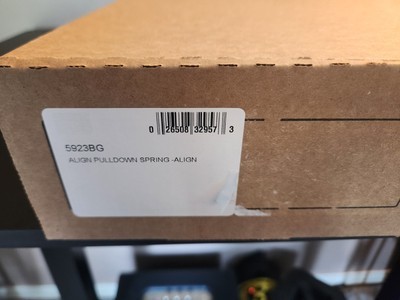 0 26508 32957 3
5923BG
ALIGN PULLDOWN SPRING -ALIGN